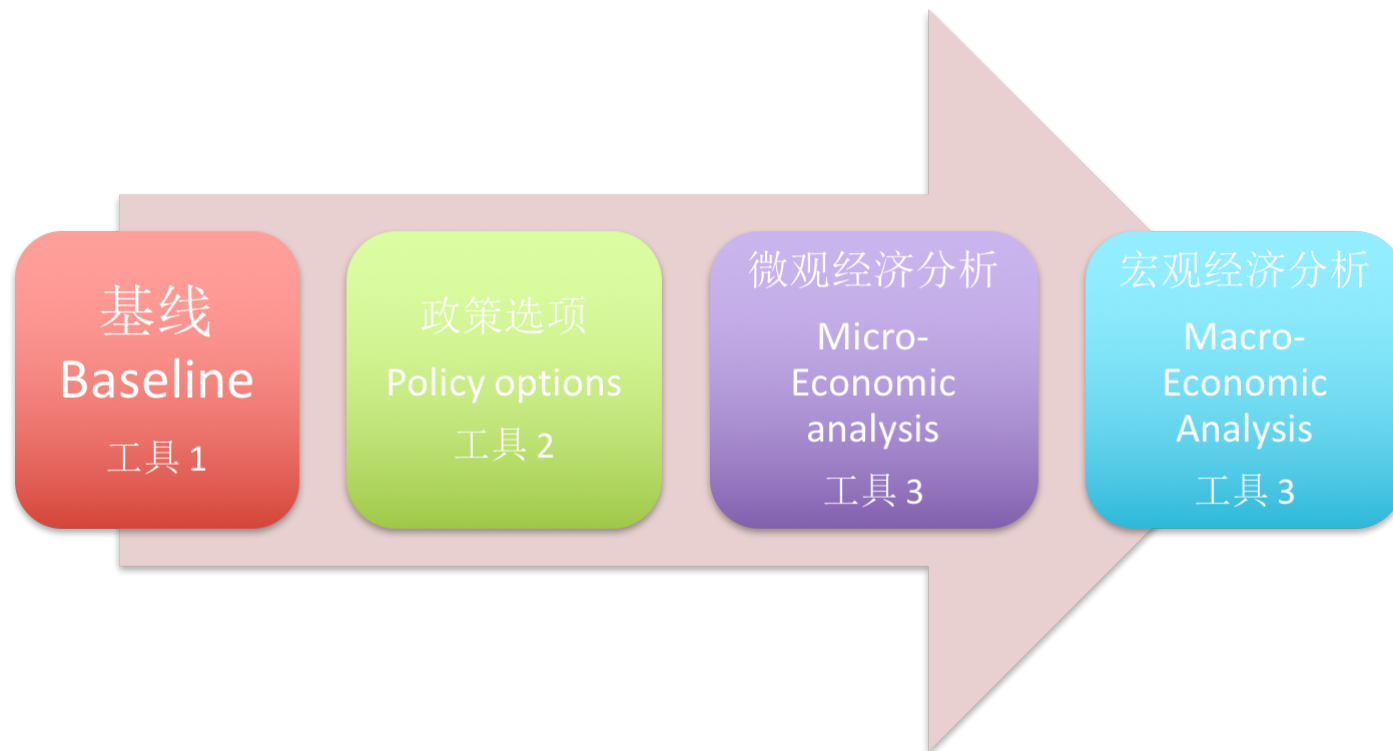 基线
Baseline
工具 1
政策选项
Policy options
工具 2
微观经济分析
Micro-
Economic
analysis
工具 3
宏观经济分析
Macro-
Economic
Analysis
工具 3